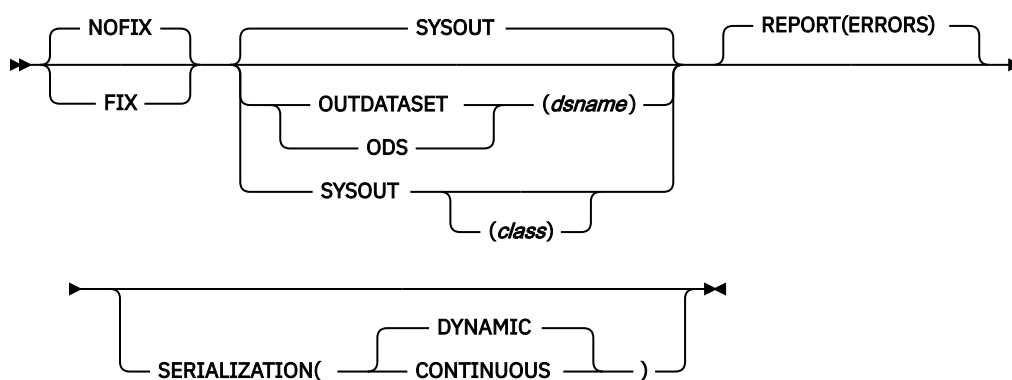 NOFIX
FIX
SYSOUT
OUTDATASET (dsname)
ODS
SYSOUT
(class)
REPORT(ERRORS)
DYNAMIC
SERIALIZATION( CONTINUOUS )